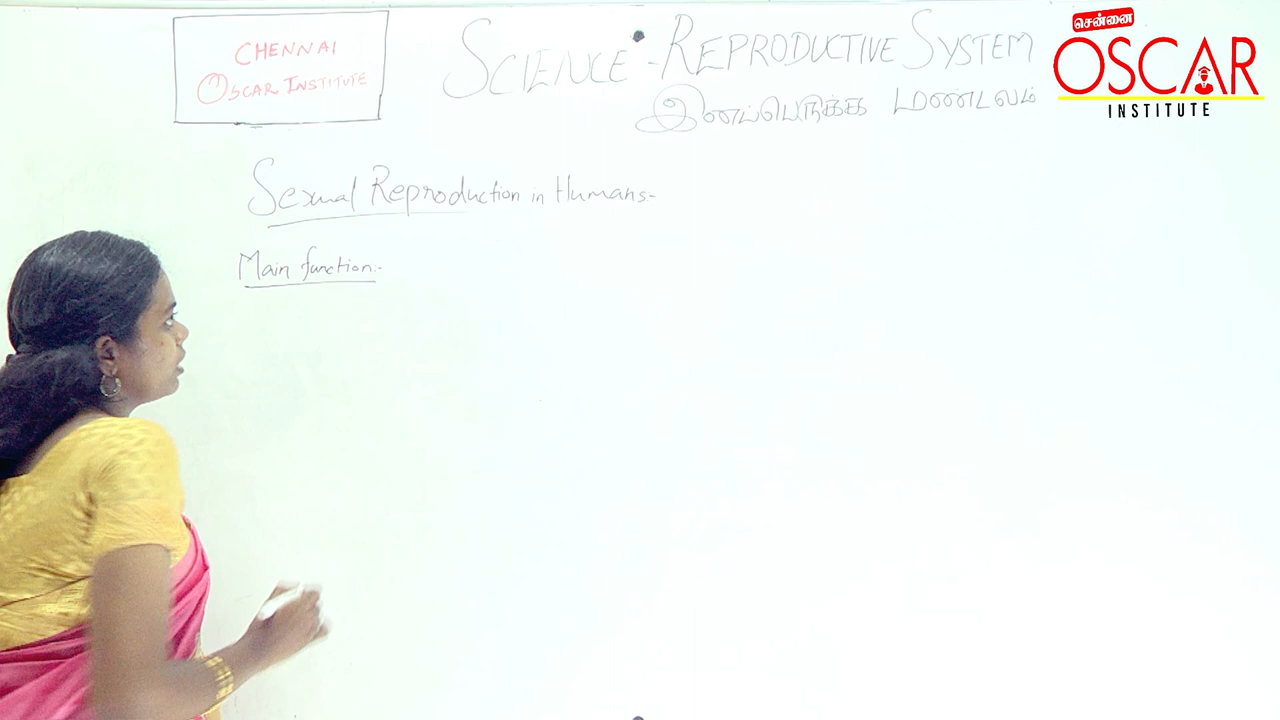 CHENNAI
OSCAR INSTITUTE
SCIENCE - REPRODUCTIVE SYSTEM
இனப்பெருக்க மண்டலம்
சென்னை
OSCAR
INSTITUTE
Sexual Reproduction in Humans:-
Main function:-